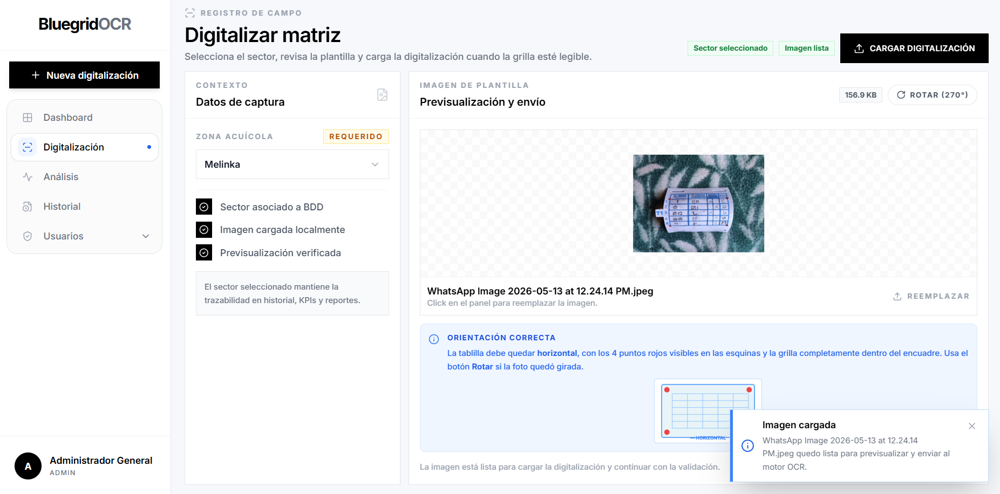 BluegridOCR
Nueva digitalización
Dashboard
Digitalización
Análisis
Historial
Usuarios
A
Administrador General
ADMIN
REGISTRO DE CAMPO
Digitalizar matriz
Selecciona el sector, revisa la plantilla y carga la digitalización cuando la grilla esté legible.
Sector seleccionado
Imagen lista
CARGAR DIGITALIZACIÓN
CONTEXTO
Datos de captura
ZONA ACUÍCOLA
REQUERIDO
Melinka
Sector asociado a BDD
Imagen cargada localmente
Previsualización verificada
El sector seleccionado mantiene la
trazabilidad en historial, KPIs y reportes.
IMAGEN DE PLANTILLA
Previsualización y envío
156.9 KB
ROTAR (270°)
T1
WhatsApp Image 2026-05-13 at 12.24.14 PM.jpeg
Click en el panel para reemplazar la imagen.
REEMPLAZAR
ORIENTACIÓN CORRECTA
La tablilla debe quedar horizontal, con los 4 puntos rojos visibles en las esquinas y la grilla completamente dentro del encuadre. Usa el
botón Rotar si la foto quedó girada.
HORIZONTAL
La imagen está lista para cargar la digitalización y continuar con la validación.
Imagen cargada
WhatsApp Image 2026-05-13 at 12.24.14
PM.jpeg quedo lista para previsualizar y enviar al
motor OCR.